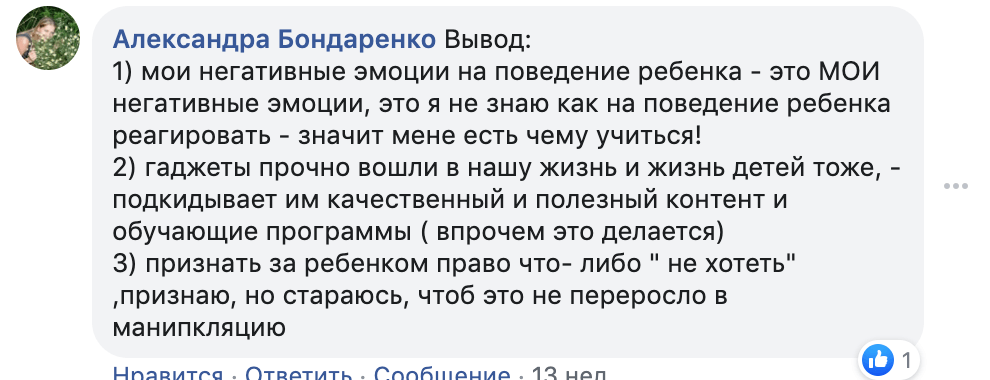 Александра Бондаренко Вывод:
1) мои негативные эмоции на поведение ребенка - это МОИ
негативные эмоции, это я не знаю как на поведение ребенка
реагировать - значит мене есть чему учиться!
2) гаджеты прочно вошли в нашу жизнь и жизнь детей тоже, -
подкидывает им качественный и полезный контент и
обучающие программы ( впрочем это делается)
3) признать за ребенком право что- либо " не хотеть"
,признаю, но стараюсь, чтоб это не переросло в
манипкляцию
1
Нравится · Ответить · Сообщение · 13 нед.